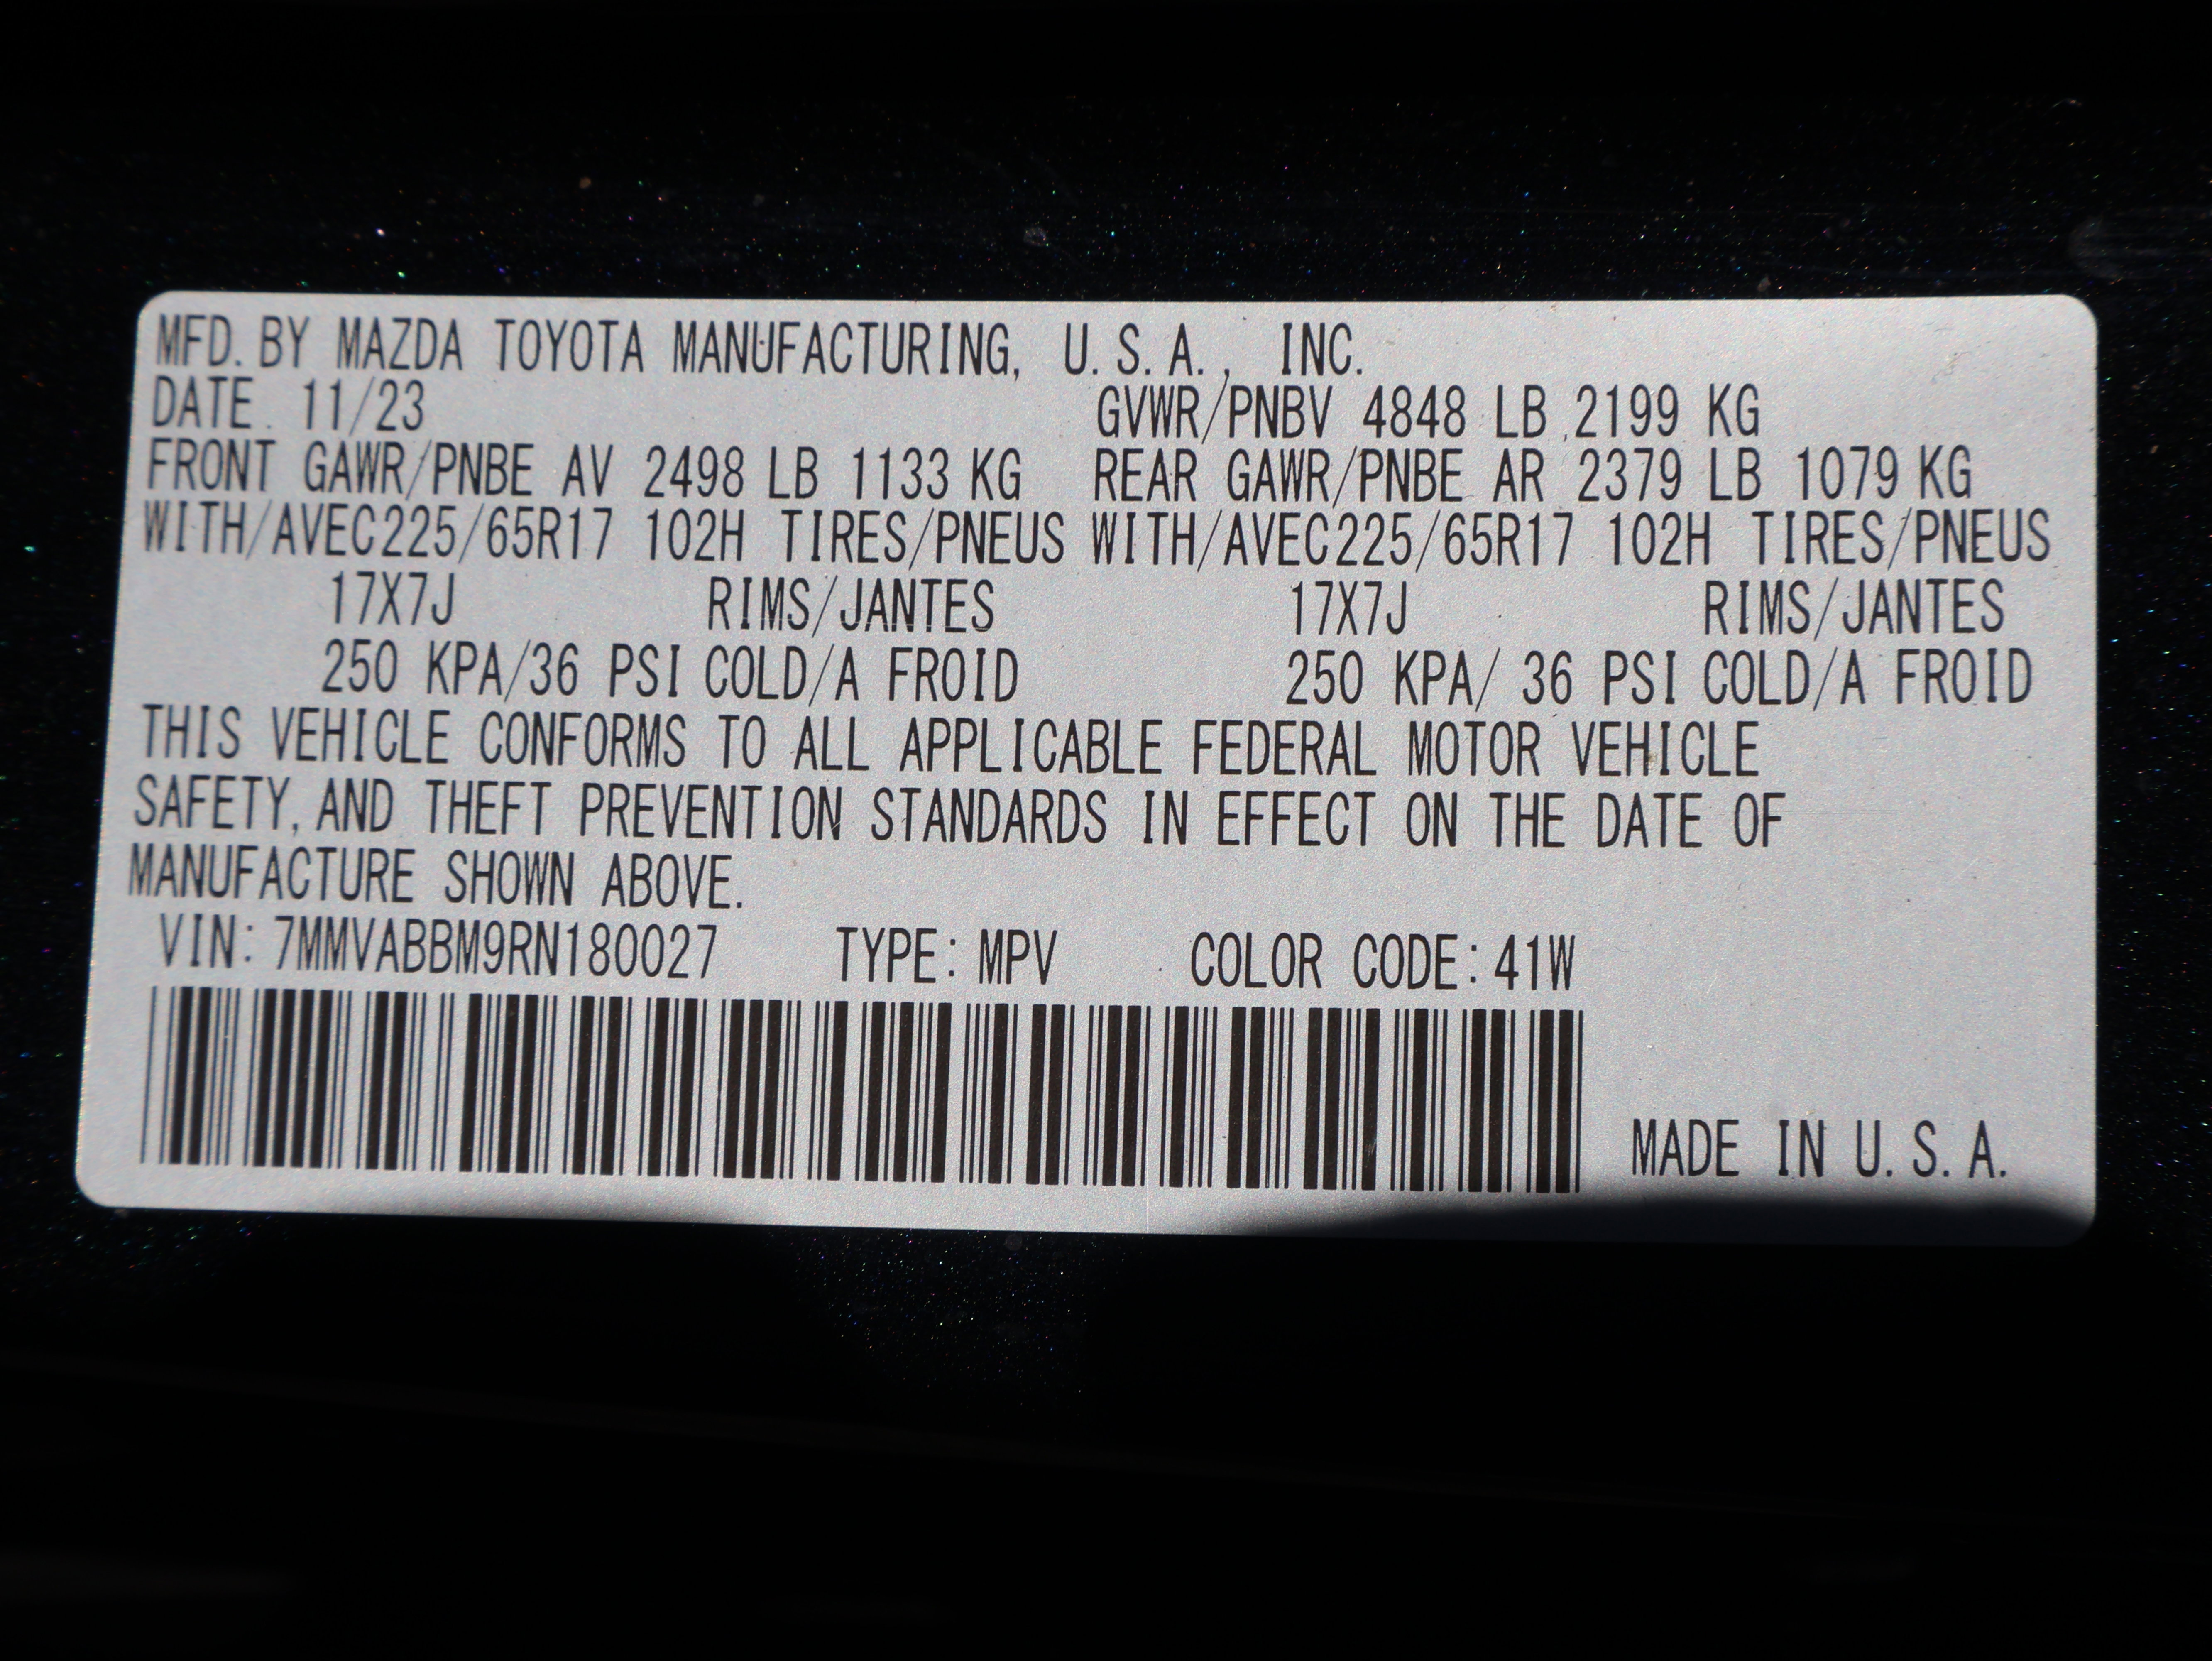 MFD. BY MAZDA TOYOTA MANUFACTURING, U.S.A., INC.
DATE. 11/23 GVWR/PNBV 4848 LB 2199 KG
FRONT GAWR/PNBE AV 2498 LB 1133 KG REAR GAWR/PNBE AR 2379 LB 1079 KG
WITH/AVEC225/65R17 102H TIRES/PNEUS WITH/AVEC225/65R17 102H TIRES/PNEUS
17X7J RIMS/JANTES 17X7J RIMS/JANTES
250 KPA/36 PSI COLD/A FROID 250 KPA/ 36 PSI COLD/A FROID
THIS VEHICLE CONFORMS TO ALL APPLICABLE FEDERAL MOTOR VEHICLE
SAFETY, AND THEFT PREVENTION STANDARDS IN EFFECT ON THE DATE OF
MANUFACTURE SHOWN ABOVE.
VIN: 7MMVABBM9RN180027 TYPE: MPV COLOR CODE: 41W
MADE IN U.S.A.